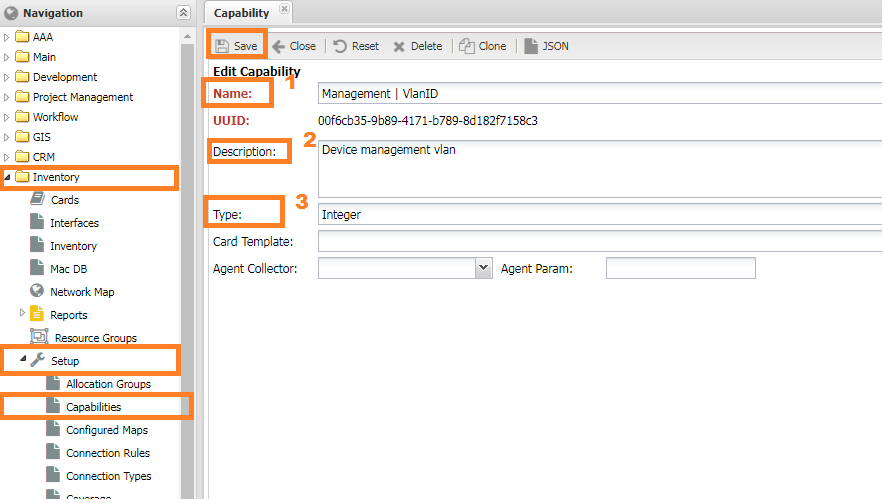 Navigation
AAA
Main
Development
Project Management
Workflow
GIS
CRM
Inventory
Cards
Interfaces
Inventory
Mac DB
Network Map
Reports
Resource Groups
Setup
Allocation Groups
Capabilities
Configured Maps
Connection Rules
Connection Types
Coverage
Capability
Save Close Reset Delete Clone JSON
Edit Capability
1
Name: Management | VlanID
UUID: 00f6cb35-9b89-4171-b789-8d182f7158c3
2
Description: Device management vlan
3
Type: Integer
Card Template:
Agent Collector: Agent Param: